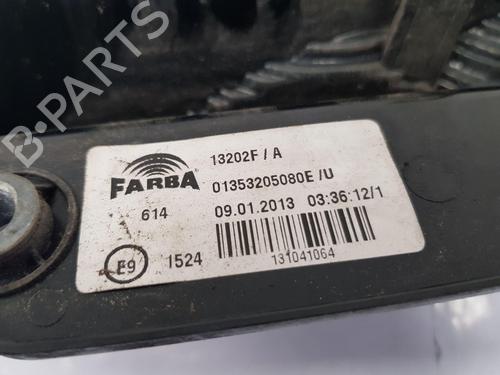 B-PARTS
FARBA
13202F / A
01353205080E /U
614
09.01.2013 03:36:12/1
E9
1524
131041064